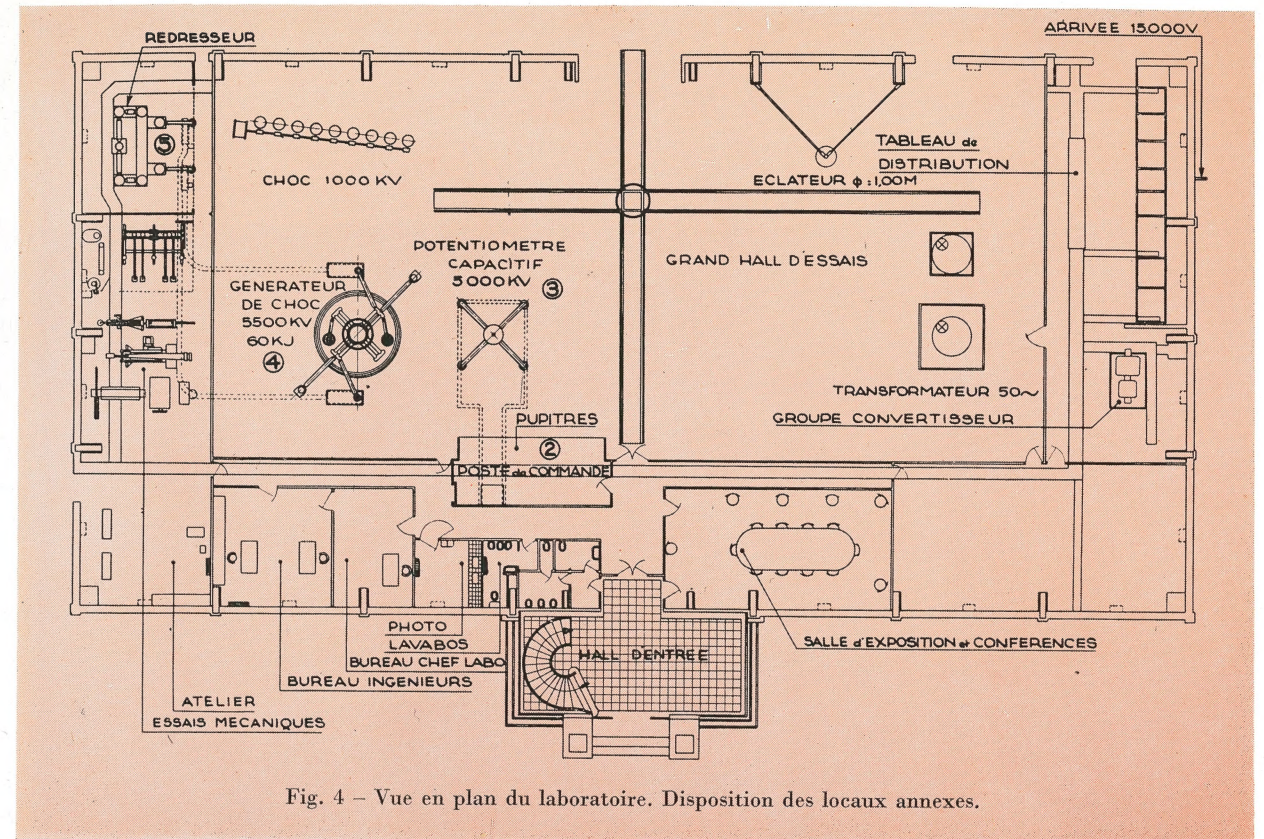 REDRESSEUR
ARRIVÉE 15.000V
⑤
CHOC 1000 KV
ECLATEUR ϕ : 1,00M
TABLEAU de
DISTRIBUTION
POTENTIOMETRE
CAPACITIF
3000KV ③
GRAND HALL D'ESSAIS
GENERATEUR
DE CHOC
5500 KV
60 KJ
④
TRANSFORMATEUR 50~
GROUPE CONVERTISSEUR
PUPITRES
②
POSTE de COMMANDE
PHOTO
LAVABOS
BUREAU CHEF LABO
BUREAU INGENIEURS
ATELIER
ESSAIS MECANIQUES
HALL D'ENTREE
SALLE d'EXPOSITION et CONFERENCES
Fig. 4 – Vue en plan du laboratoire. Disposition des locaux annexes.